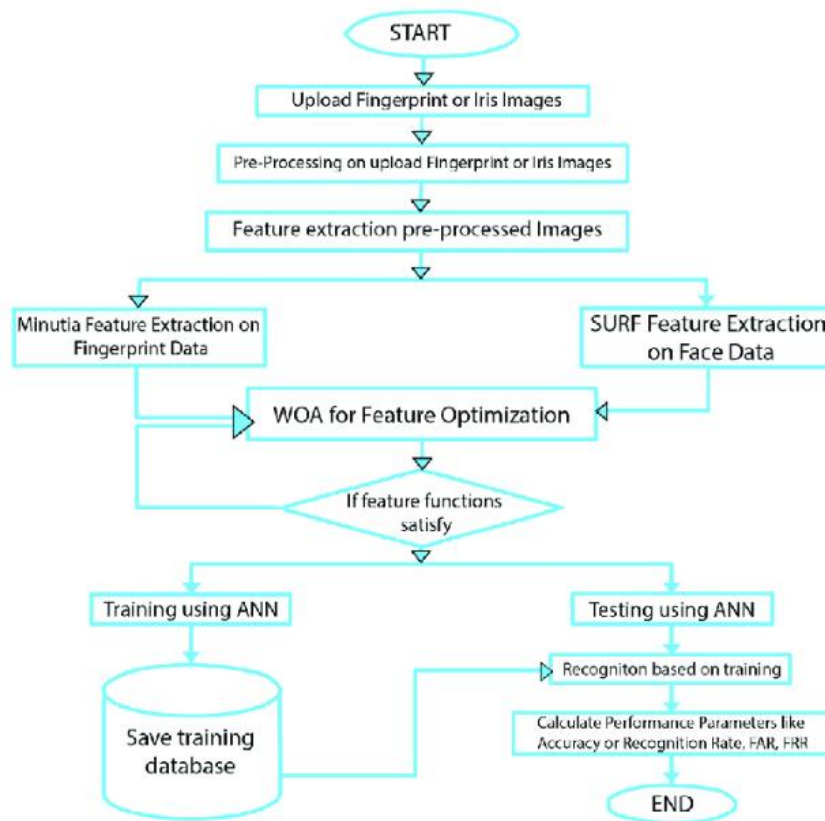 START
Upload Fingerprint or Iris Images
Pre-Processing on upload Fingerprint or Iris Images
Feature extraction pre-processed Images
Minutia Feature Extraction on
Fingerprint Data
SURF Feature Extraction
on Face Data
WOA for Feature Optimization
If feature functions
satisfy
Training using ANN
Testing using ANN
Recogniton based on training
Save training
database
Calculate Performance Parameters like
Accuracy or Recognition Rate, FAR, FRR
END